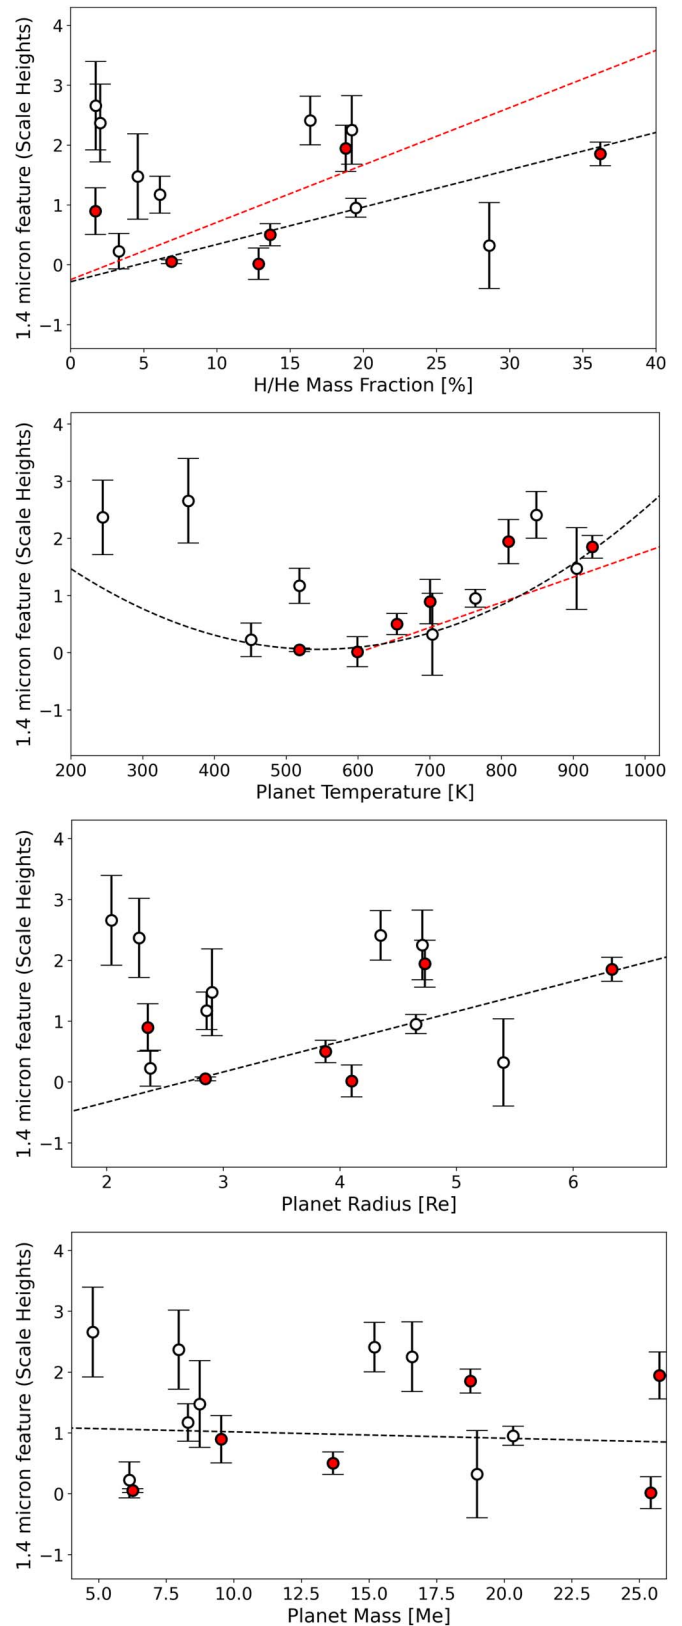 4
3
2
1
0
−1
1.4 micron feature (Scale Heights)
0 5 10 15 20 25 30 35 40
H/He Mass Fraction [%]
4
3
2
1
0
−1
1.4 micron feature (Scale Heights)
200 300 400 500 600 700 800 900 1000
Planet Temperature [K]
4
3
2
1
0
−1
1.4 micron feature (Scale Heights)
2 3 4 5 6
Planet Radius [Re]
4
3
2
1
0
−1
1.4 micron feature (Scale Heights)
5.0 7.5 10.0 12.5 15.0 17.5 20.0 22.5 25.0
Planet Mass [Me]